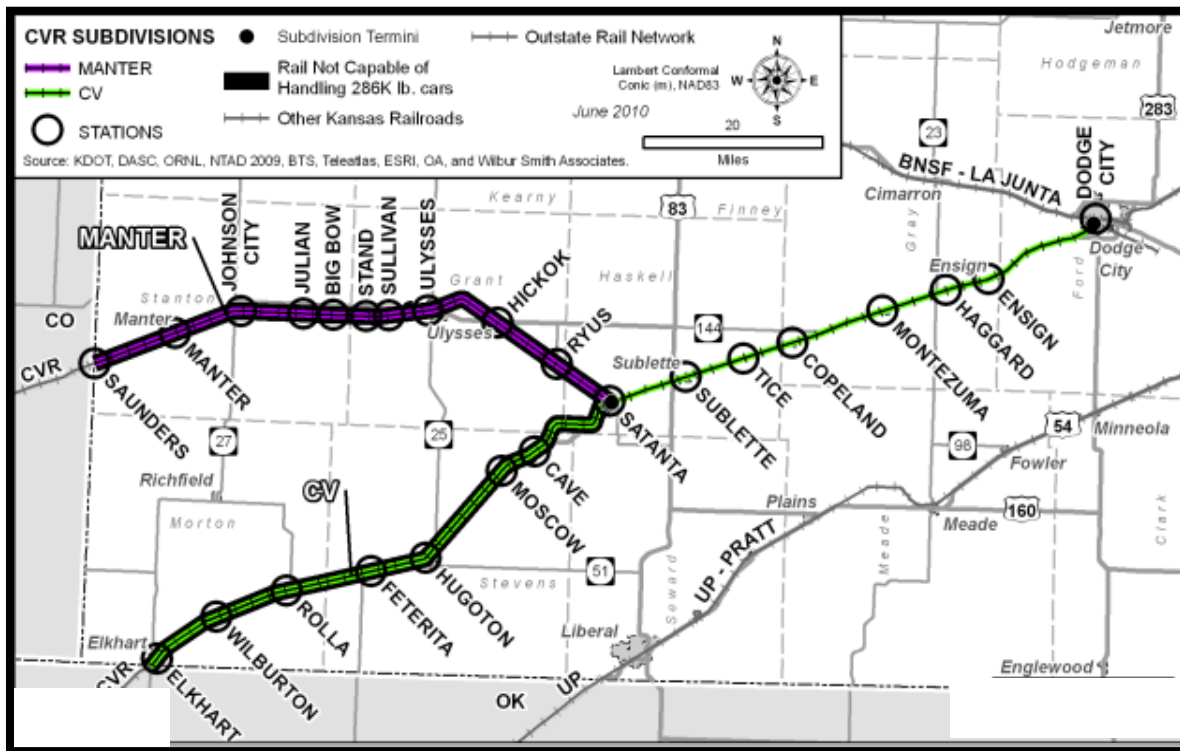 CVR SUBDIVISIONS
MANTER
CV
STATIONS
Subdivision Termini
Rail Not Capable of
Handling 286K lb. cars
Other Kansas Railroads
Outstate Rail Network
Lambert Conformal
Conic (m), NAD83
June 2010
N
W E
S
20
Miles
Source: KDOT, DASC, ORNL, NTAD 2009, BTS, Teleatlas, ESRI, OA, and Wilbur Smith Associates.
Jetmore
Hodgeman
283
23
BNSF - LA JUNTA
Cimarron
DODGE
CITY
Dodge
City
Kearny
83
Finney
Gray
Ford
MANTER
JOHNSON
CITY
JULIAN
BIG BOW
STAND
SULLIVAN
ULYSSES
Grant
HICKOK
Haskell
Ensign
ENSIGN
HAGGARD
MONTEZUMA
Stanton
CO
Manter
MANTER
Ulysses
RYUS
144
Sublette
COPELAND
TICE
SUBLETTE
CVR
SAUNDERS
SATANTA
27
25
CAVE
54
Minneola
98
Fowler
Richfield
CV
MOSCOW
Plains
160
Morton
Meade
Meade
Clark
UP - PRATT
HUGOTON
Stevens
51
Seward
FETERITA
ROLLA
Liberal
Elkhart
WILBURTON
Englewood
CVR
ELKHART
OK
UP